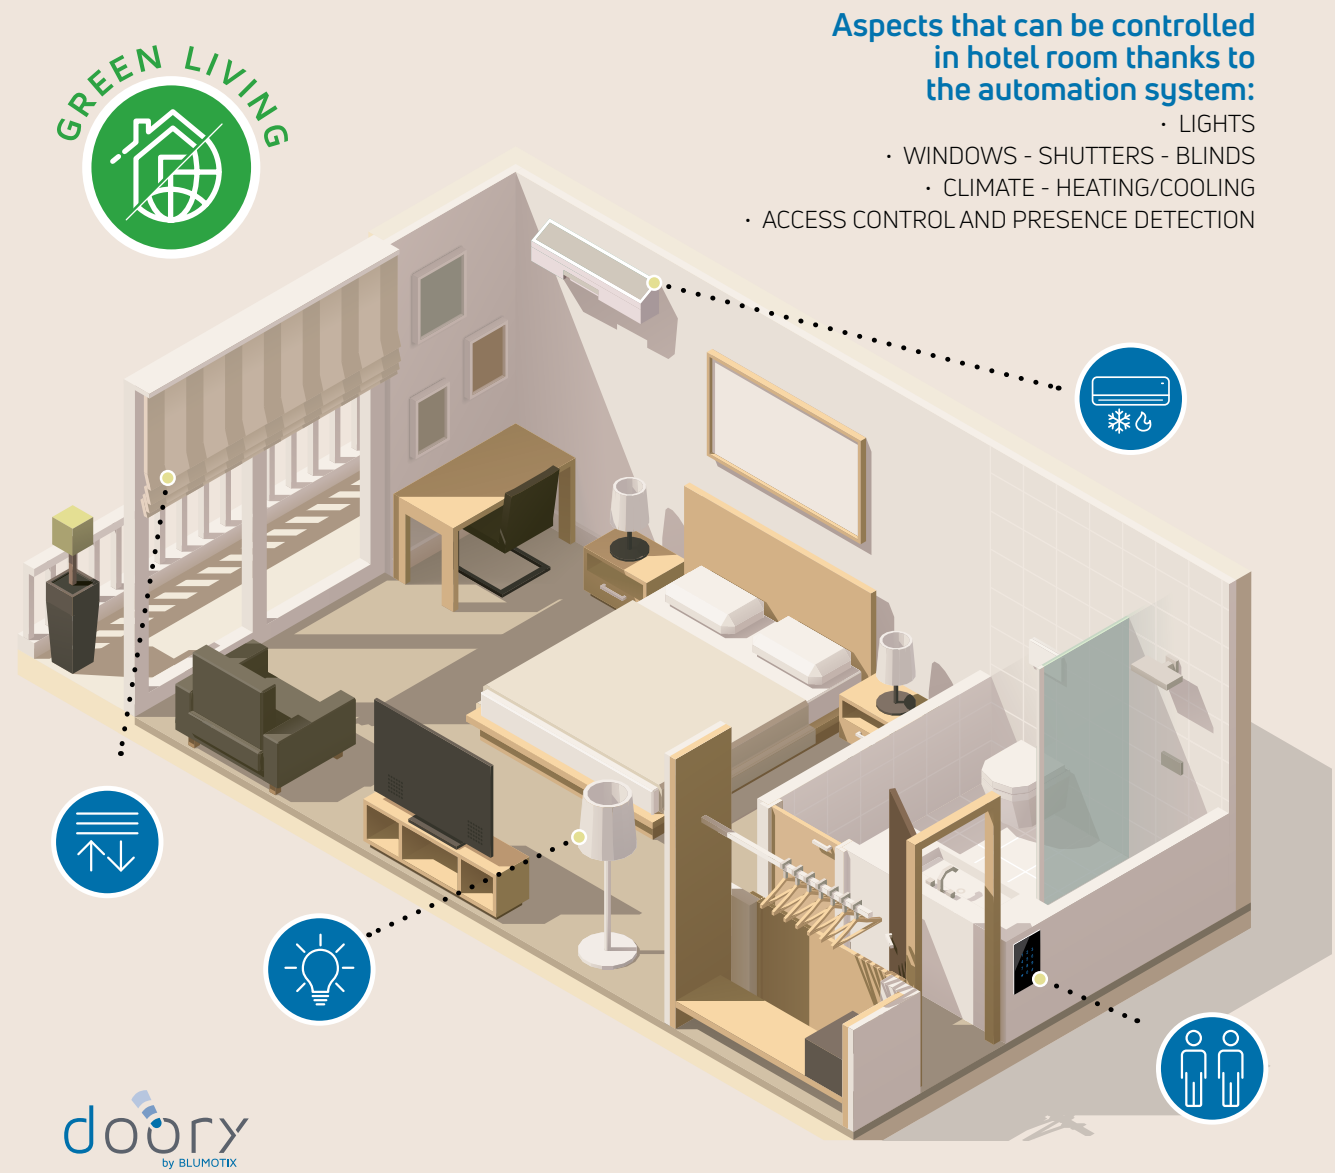 GREEN LIVING
Aspects that can be controlled
in hotel room thanks to
the automation system:
· LIGHTS
· WINDOWS - SHUTTERS - BLINDS
· CLIMATE - HEATING/COOLING
· ACCESS CONTROL AND PRESENCE DETECTION
doory
by BLUMOTIX